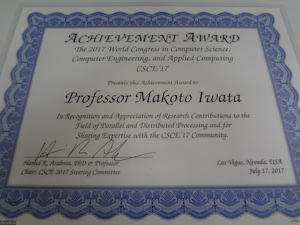 ACHIEVEMENT AWARD
The 2017 World Congress in Computer Science,
Computer Engineering, and Applied Computing
CSCE'17
Presents this Achievement Award to
Professor Makoto Iwata
In Recognition and Appreciation of Research Contributions to the
Field of Parallel and Distributed Processing and for
Sharing Expertise with the CSCE'17 Community.
Hamid R. Arabnia, PhD & Professor
Chair, CSCE 2017 Steering Committee
Las Vegas, Nevada, USA
July 17, 2017